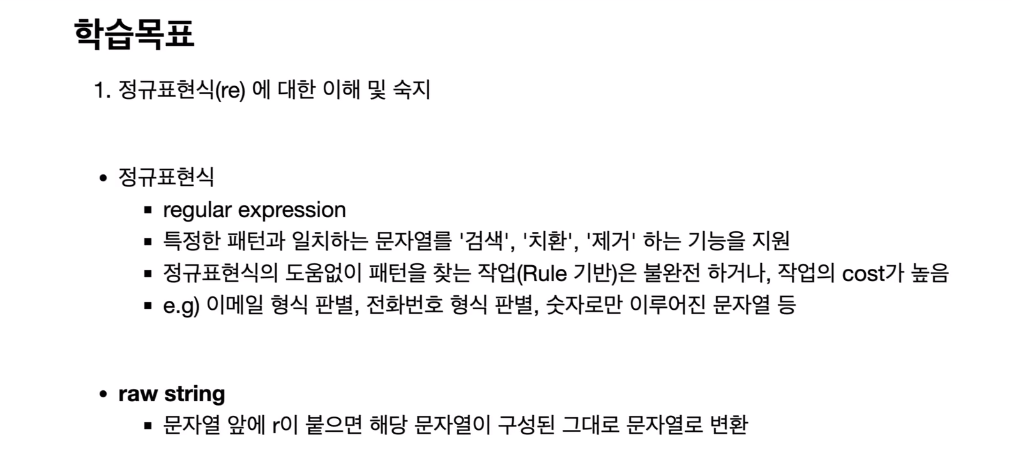 학습목표
1. 정규표현식(re) 에 대한 이해 및 숙지
• 정규표현식
▪ regular expression
▪ 특정한 패턴과 일치하는 문자열를 '검색', '치환', '제거' 하는 기능을 지원
▪ 정규표현식의 도움없이 패턴을 찾는 작업(Rule 기반)은 불완전 하거나, 작업의 cost가 높음
▪ e.g) 이메일 형식 판별, 전화번호 형식 판별, 숫자로만 이루어진 문자열 등
• raw string
▪ 문자열 앞에 r이 붙으면 해당 문자열이 구성된 그대로 문자열로 변환